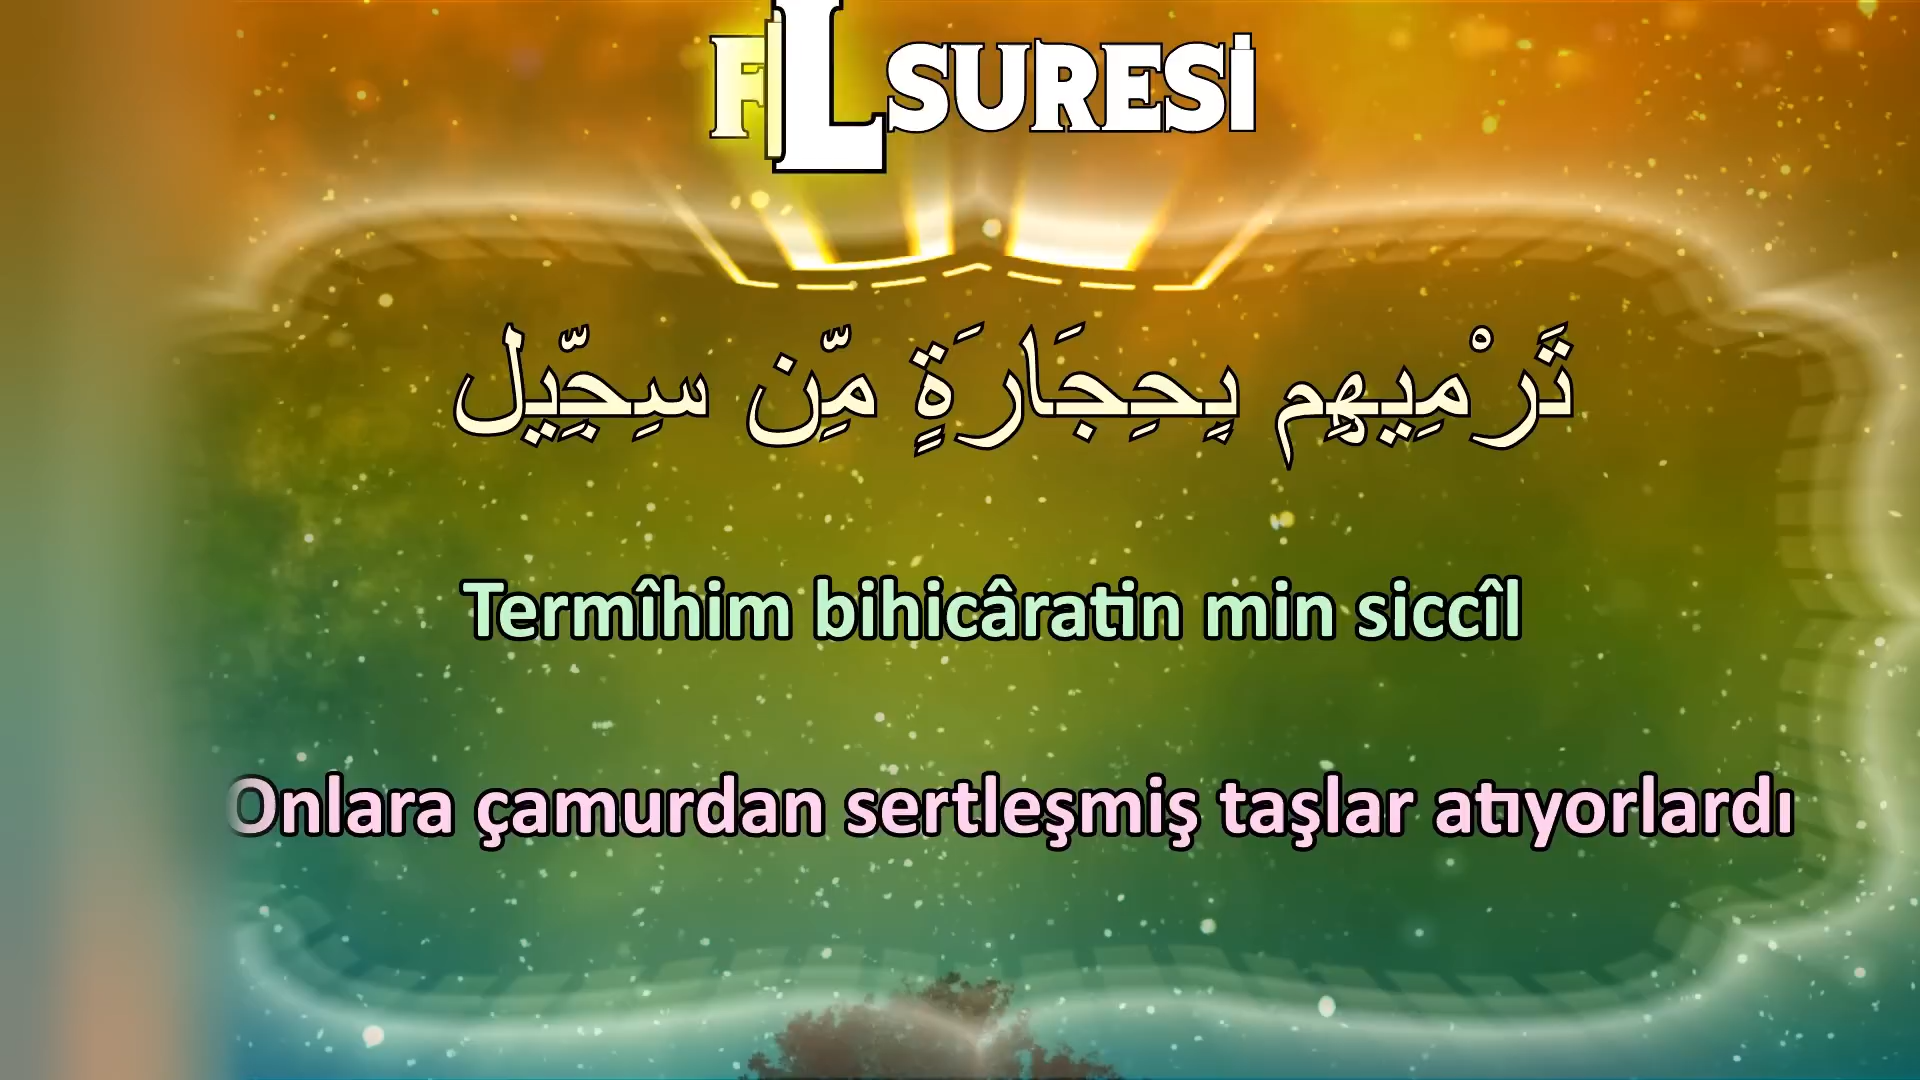 FİL SURESİ
تَرْمِيهِم بِحِجَارَةٍ مِّن سِجِّيل
Termîhim bihicâratin min siccîl
Onlara çamurdan sertleşmiş taşlar atıyorlardı